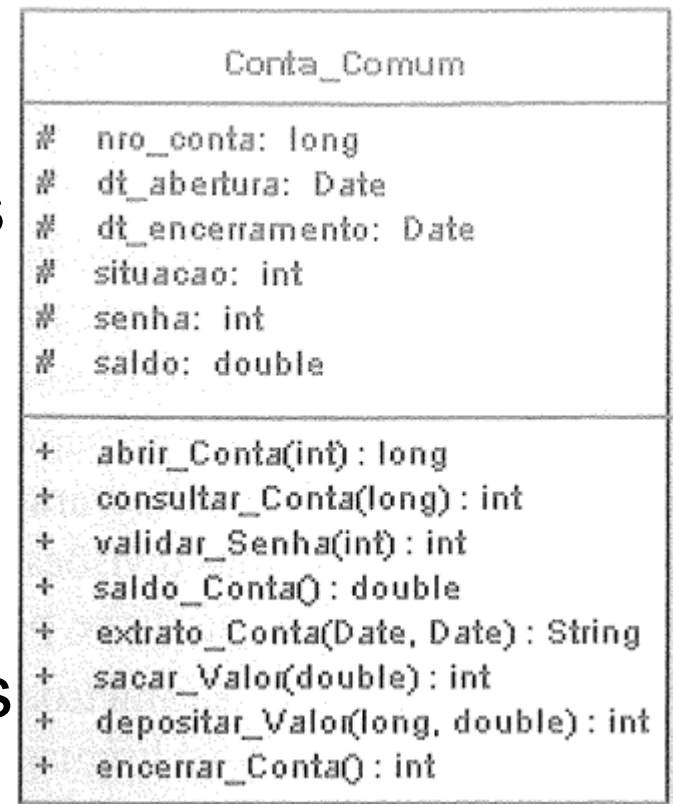 Conta_Comum
# nro_conta: long
# dt_abertura: Date
s
# dt_encerramento: Date
# situacao: int
# senha: int
# saldo: double
+ abrir_Conta(int) : long
+ consultar_Conta(long) : int
+ validar_Senha(int) : int
+ saldo_Conta() : double
+ extrato_Conta(Date, Date) : String
s
+ sacar_Valor(double) : int
+ depositar_Valor(long, double) : int
+ encerrar_Conta() : int